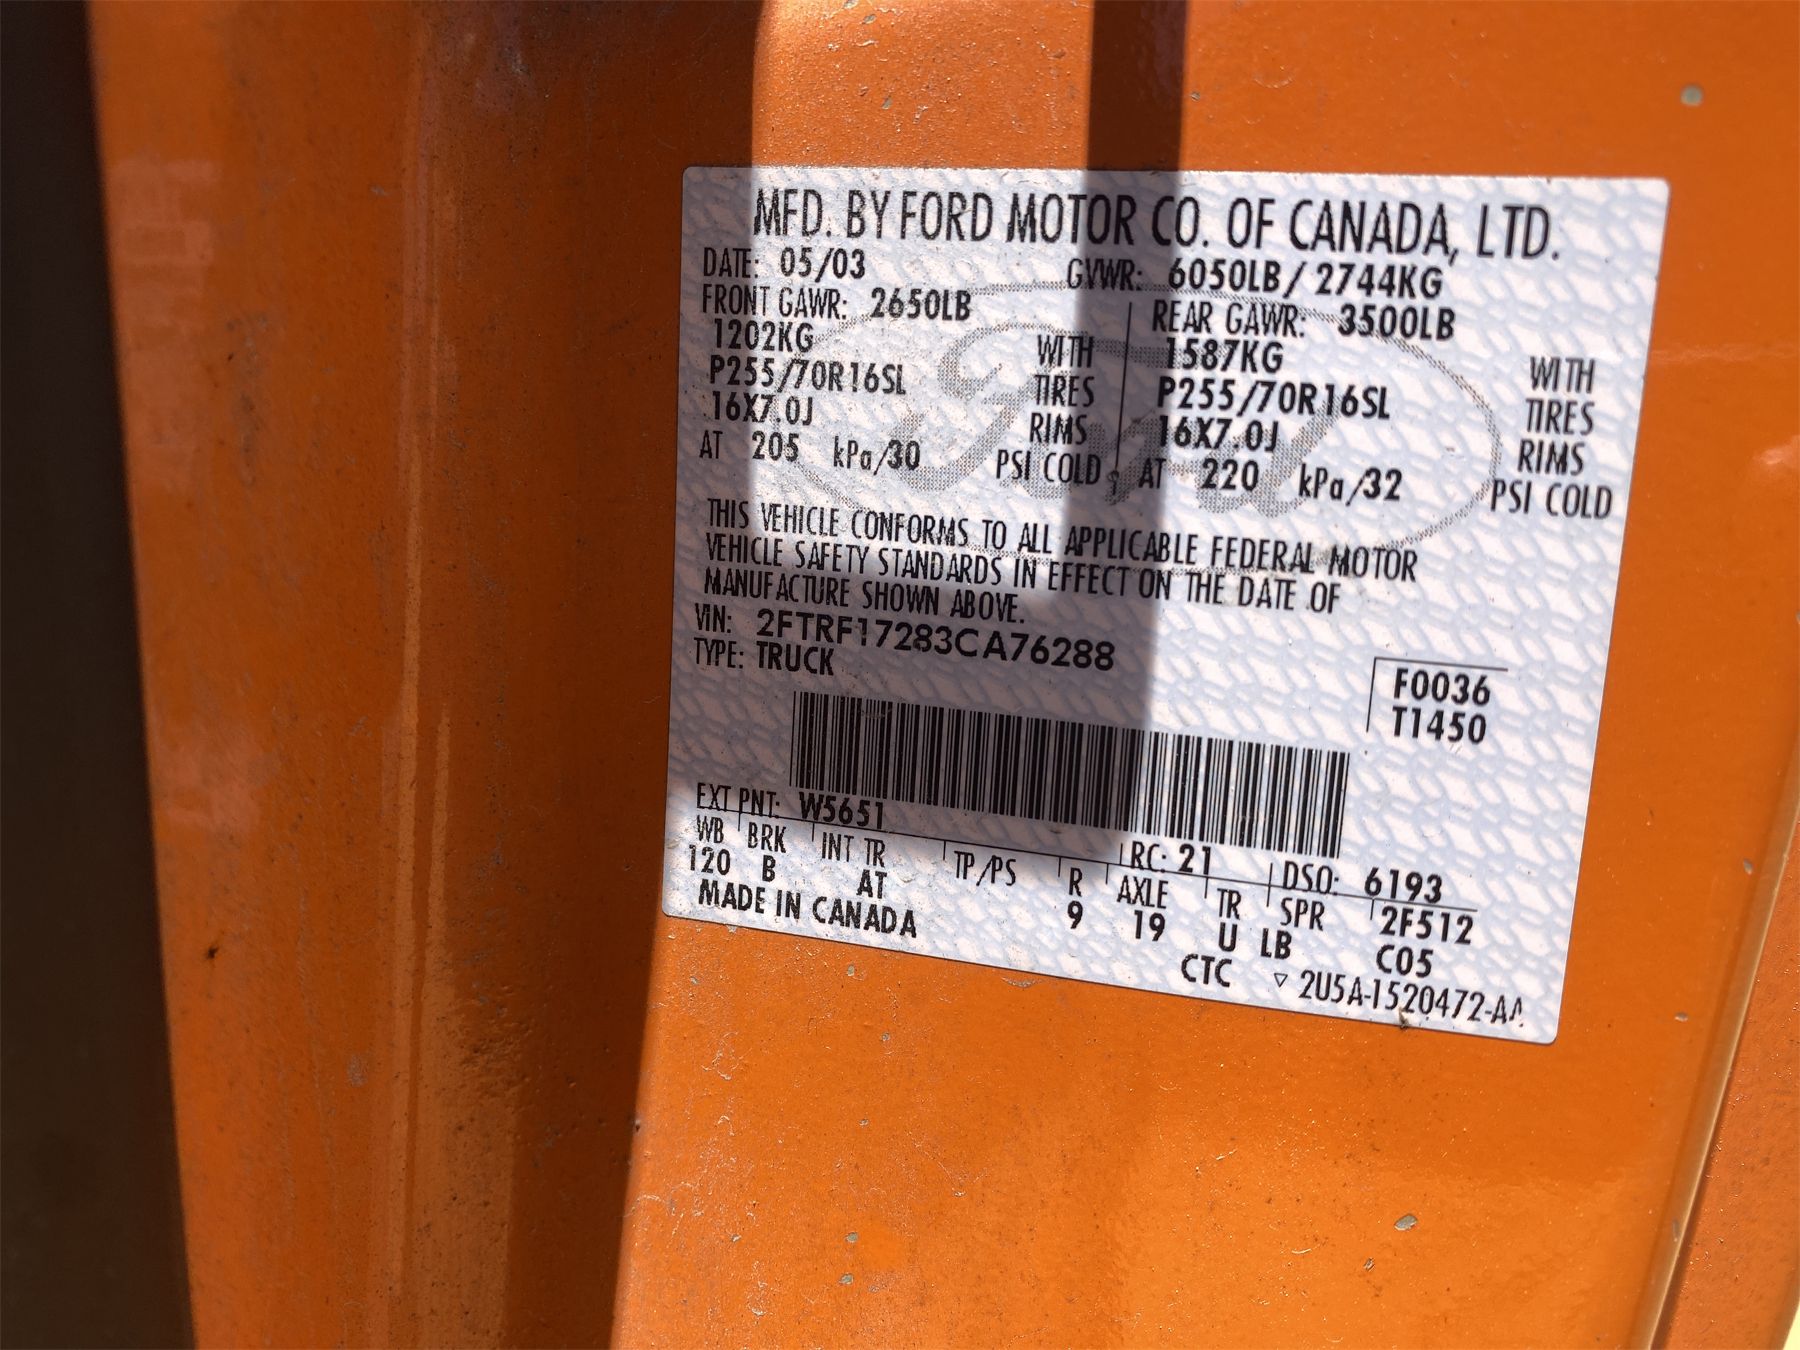 MFD. BY FORD MOTOR CO. OF CANADA, LTD.
DATE: 05/03 GVWR: 6050LB / 2744KG
FRONT GAWR: 2650LB REAR GAWR: 3500LB
1202KG WITH 1587KG WITH
P255/70R16SL TIRES P255/70R16SL TIRES
16X7.0J RIMS 16X7.0J RIMS
AT 205 kPa/30 PSI COLD AT 220 kPa/32 PSI COLD
THIS VEHICLE CONFORMS TO ALL APPLICABLE FEDERAL MOTOR
VEHICLE SAFETY STANDARDS IN EFFECT ON THE DATE OF
MANUFACTURE SHOWN ABOVE.
VIN: 2FTRF17283CA76288
TYPE: TRUCK
F0036
T1450
EXT PNT: W5651 RC: 21 DSO: 6193
WB BRK INT TR TP/PS R AXLE TR SPR 2F512
120 B AT 9 19 U LB C05
MADE IN CANADA CTC ▽ 2U5A-1520472-AA